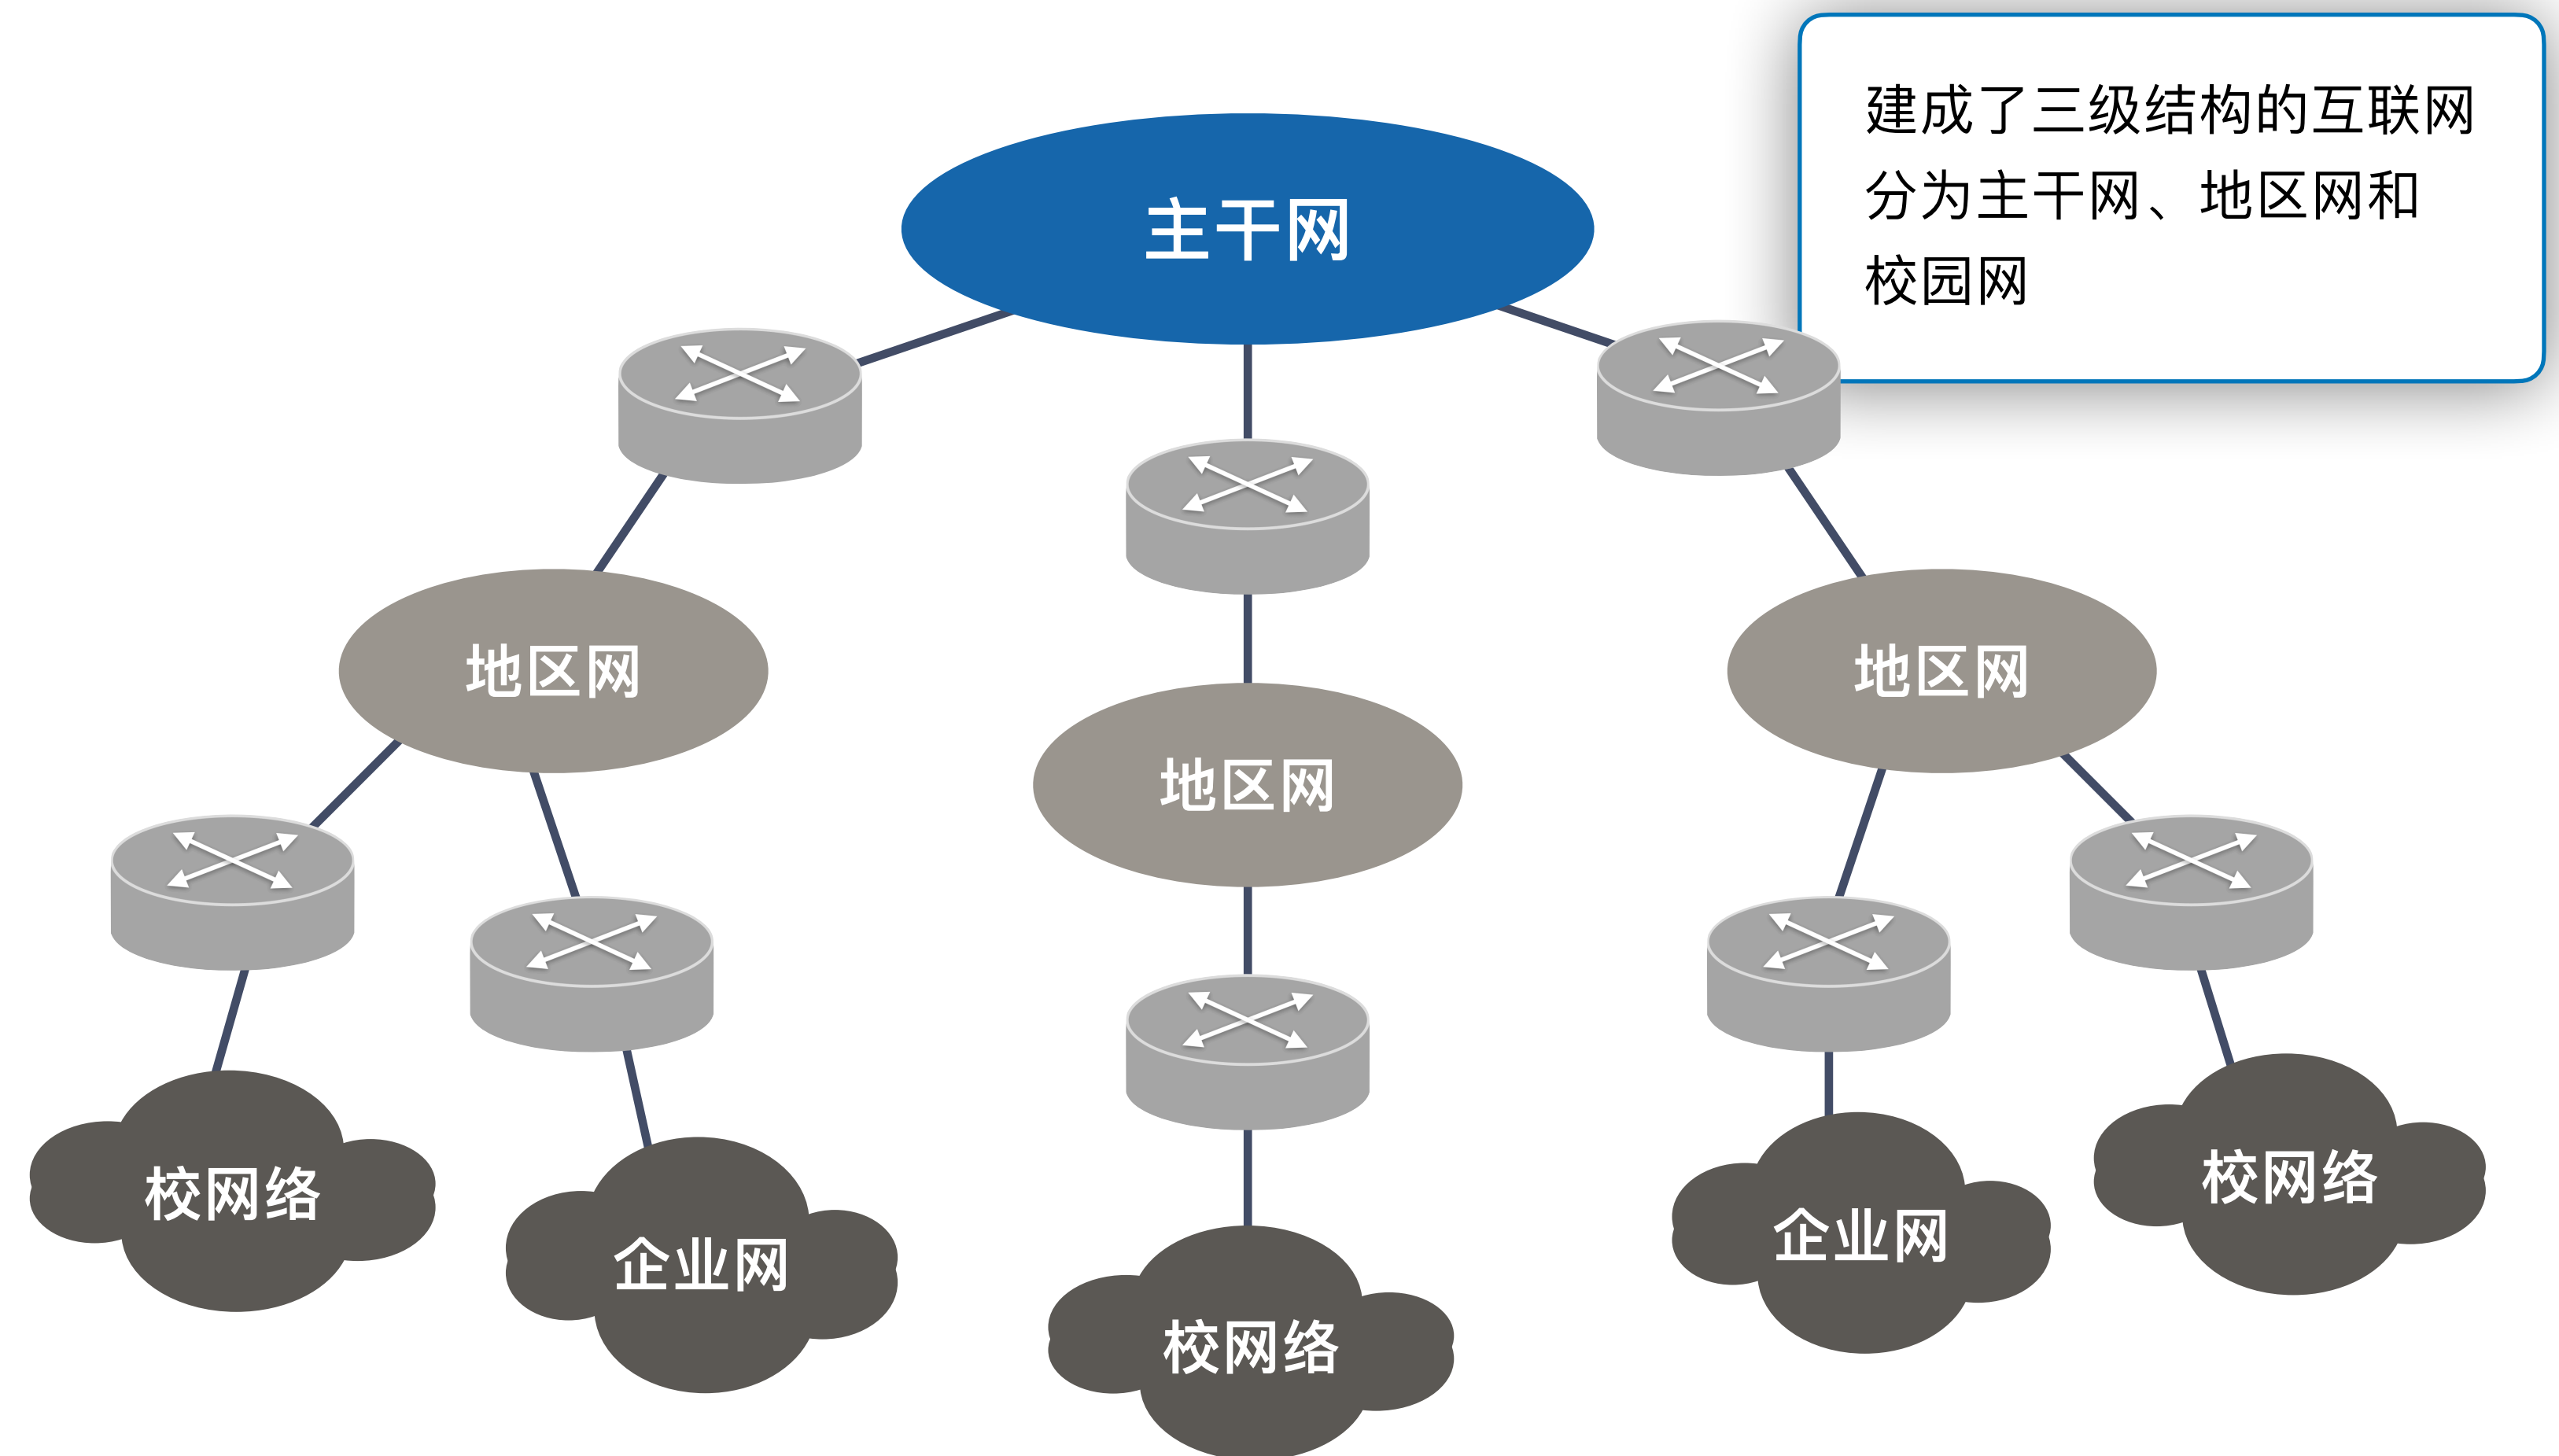 建成了三级结构的互联网
分为主干网、地区网和
校园网
主干网
地区网
地区网
地区网
校网络
企业网
校网络
企业网
校网络